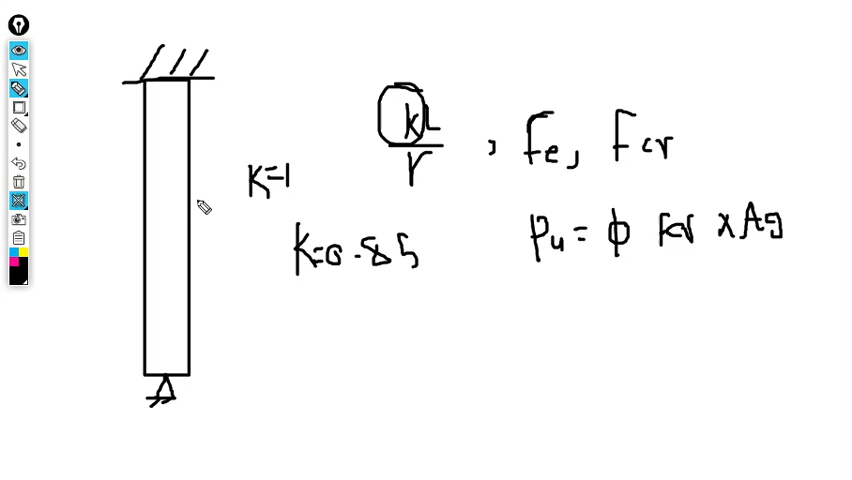 KL
r
, Fe, Fcr
K=1
K=0.85
Pu = φ Fcr x Ag